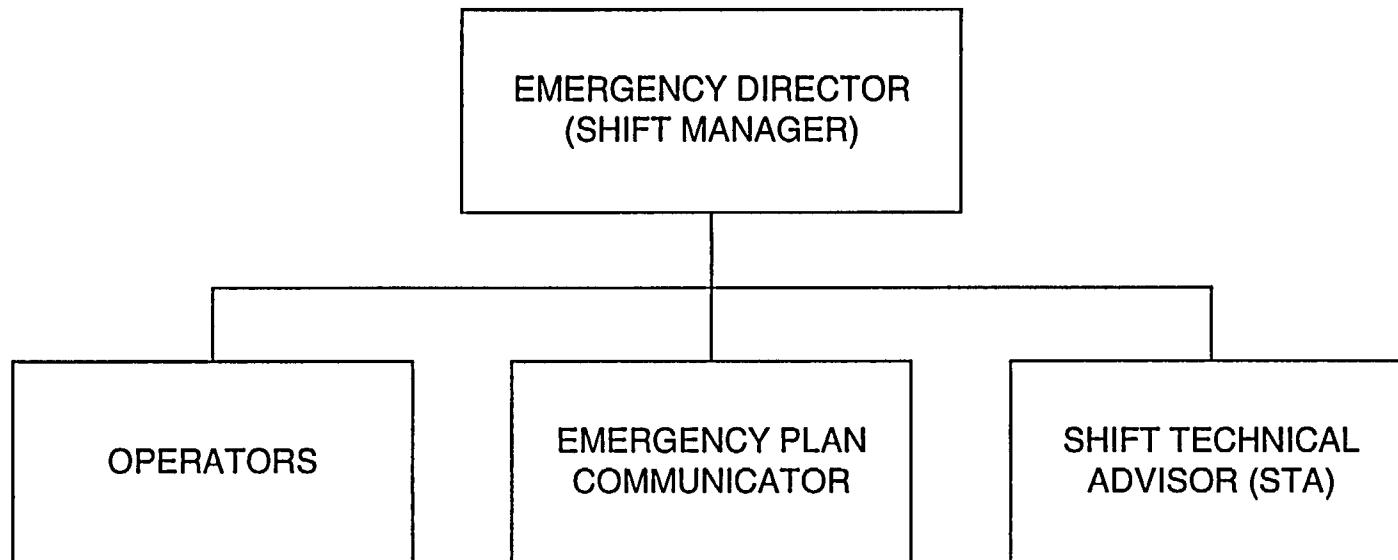 EMERGENCY DIRECTOR
(SHIFT MANAGER)
OPERATORS
EMERGENCY PLAN
COMMUNICATOR
SHIFT TECHNICAL
ADVISOR (STA)